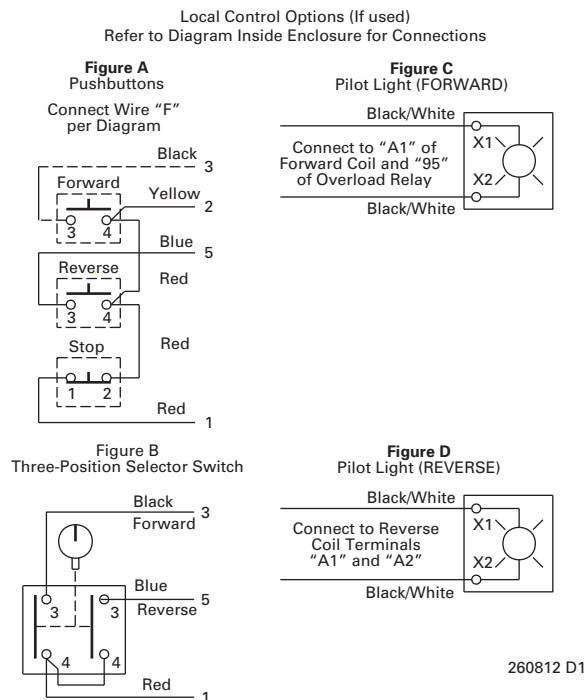 Local Control Options (If used)
Refer to Diagram Inside Enclosure for Connections
Figure A
Pushbuttons
Connect Wire “F”
per Diagram
Black
3
Forward
Yellow
2
3 4
Blue
5
Reverse
Red
3 4
Stop
Red
1 2
Red
1
Figure C
Pilot Light (FORWARD)
Black/White
X1
Connect to “A1” of
Forward Coil and “95”
of Overload Relay
X2
Black/White
Figure B
Three-Position Selector Switch
Black
3
Forward
Blue
5
Reverse
3 3
4 4
Red
1
Figure D
Pilot Light (REVERSE)
Black/White
X1
Connect to Reverse
Coil Terminals
“A1” and “A2”
X2
Black/White
260812 D1